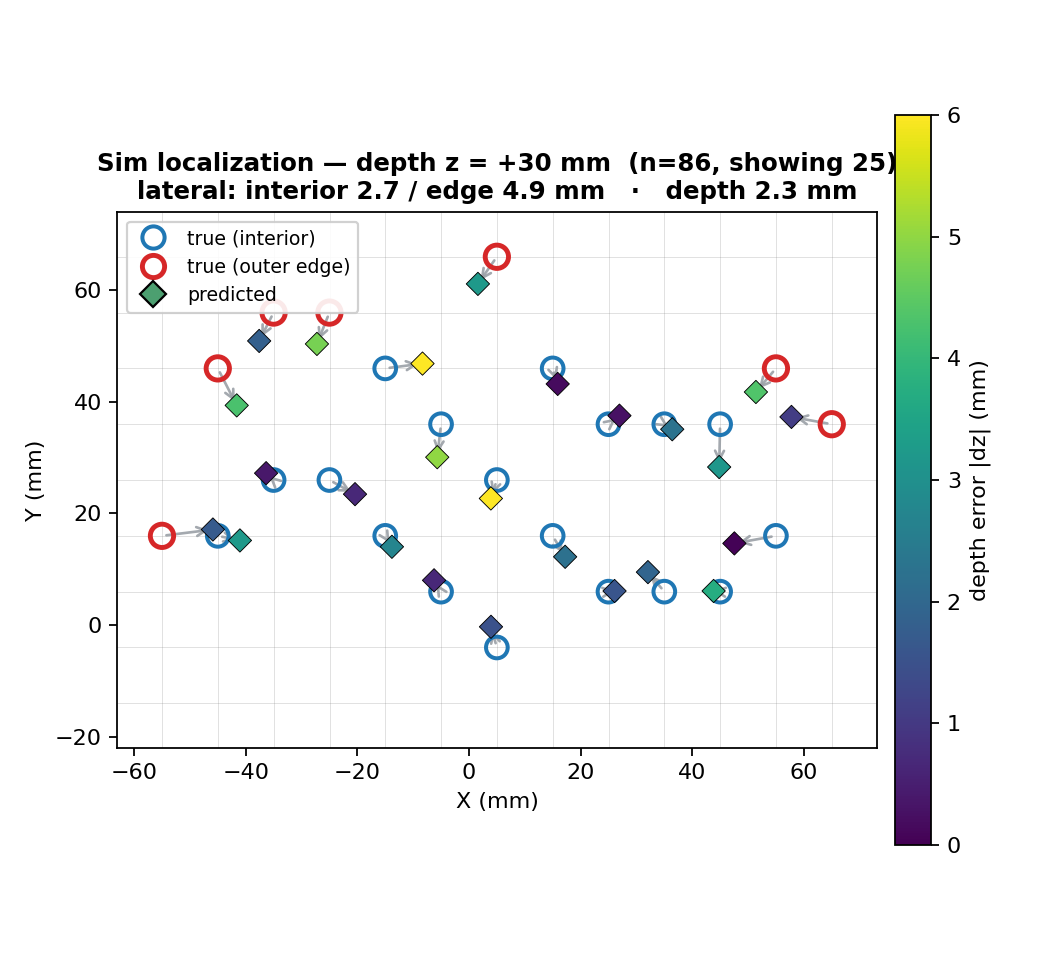 Sim localization — depth z = +30 mm  (n=86, showing 25)
lateral: interior 2.7 / edge 4.9 mm   ·   depth 2.3 mm
true (interior)
true (outer edge)
predicted
60
40
20
0
−20
Y (mm)
−60
−40
−20
0
20
40
60
X (mm)
6
5
4
3
2
1
0
depth error |dz| (mm)